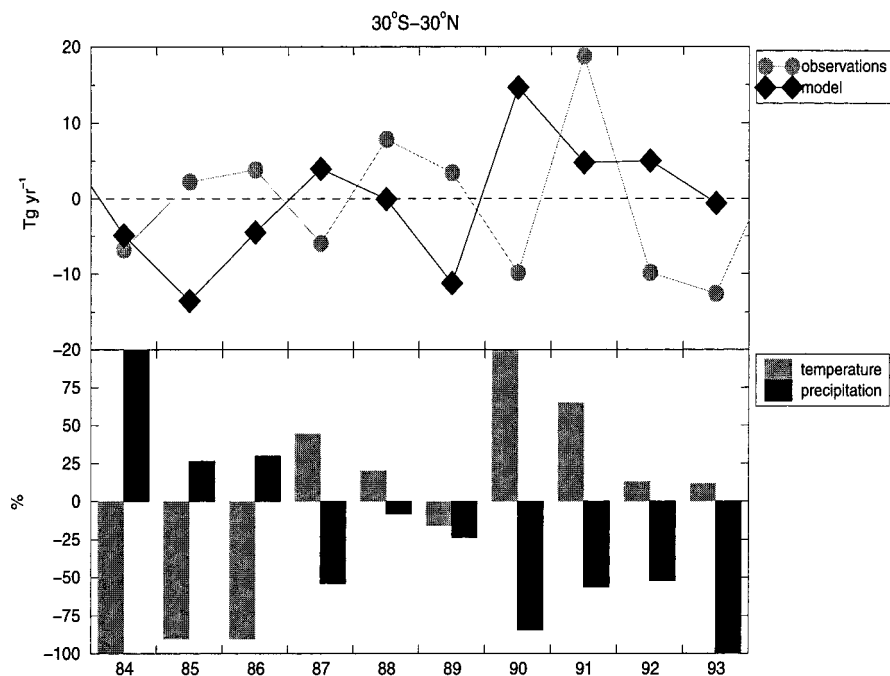 30°S–30°N
20
10
0
−10
−20
Tg yr⁻¹
observations
model
75
50
25
0
−25
−50
−75
−100
%
temperature
precipitation
84 85 86 87 88 89 90 91 92 93